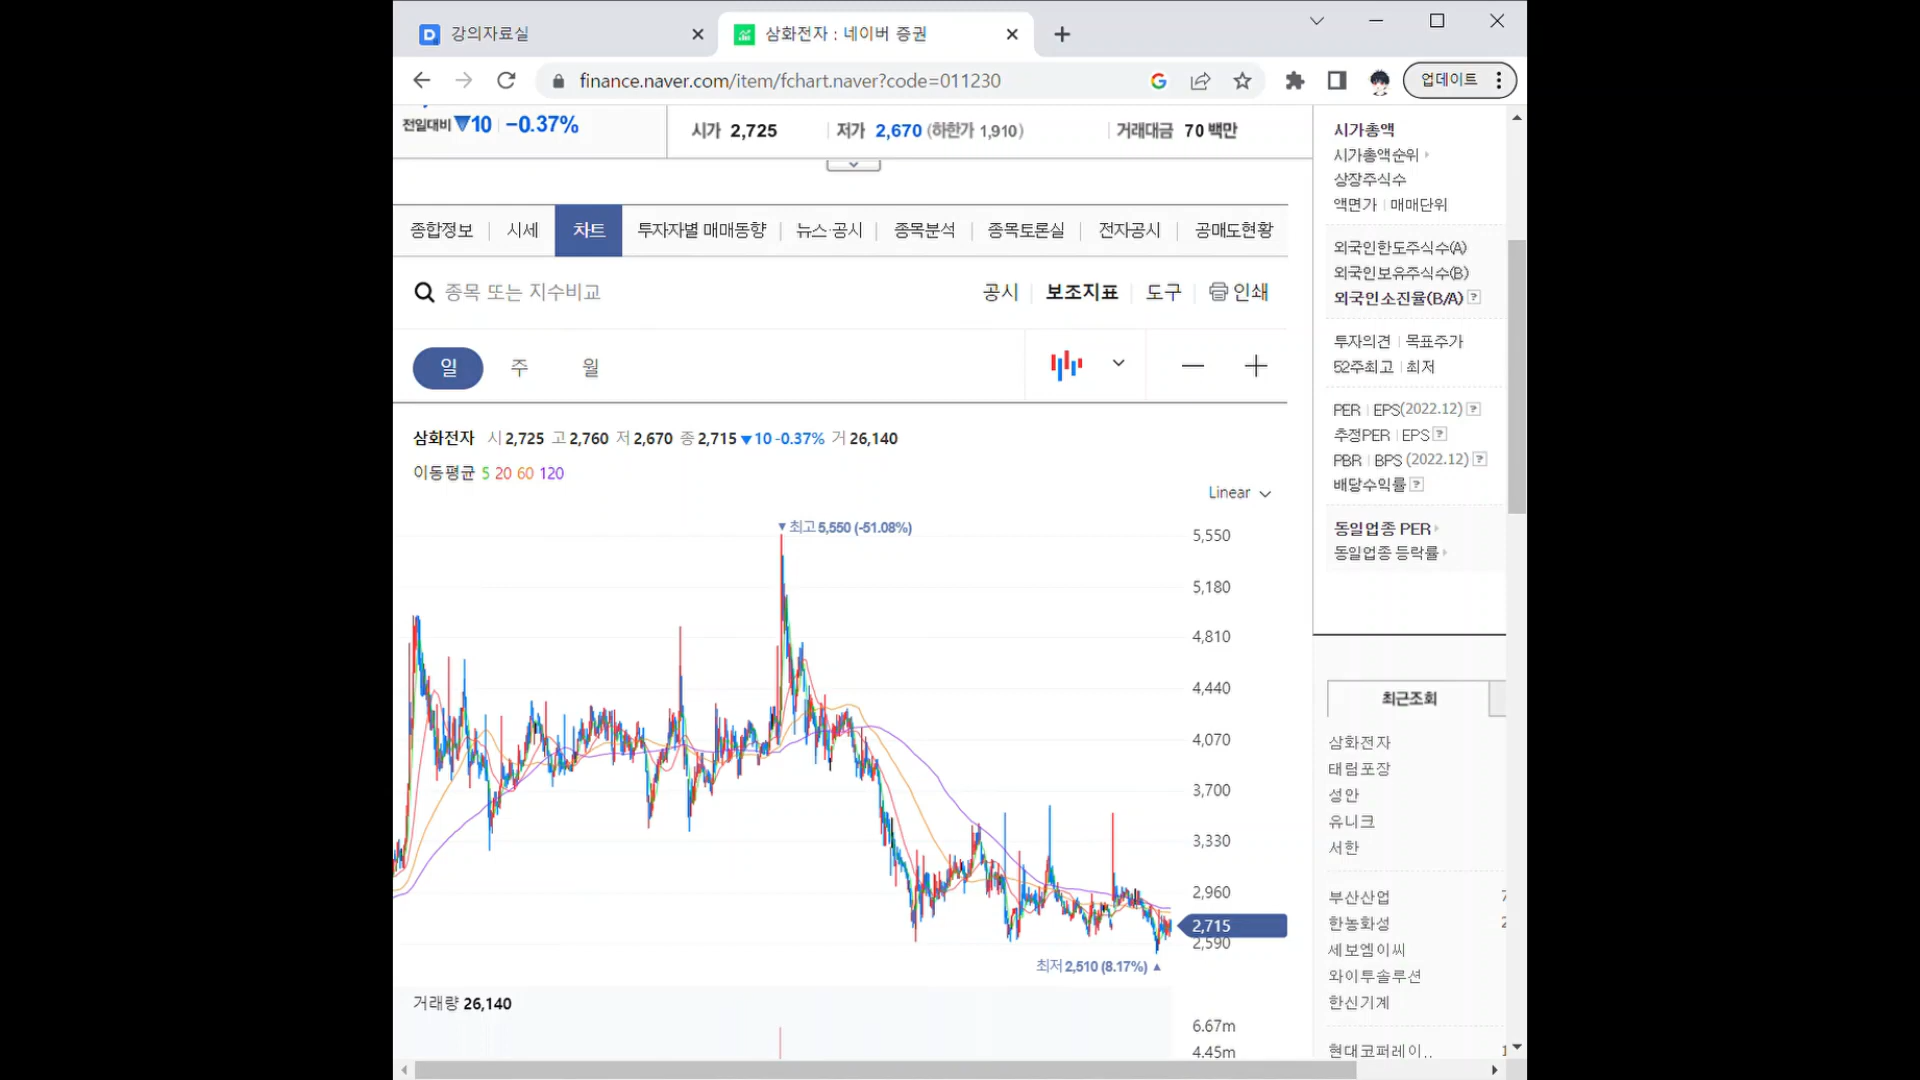 강의자료실
삼화전자 : 네이버 증권
finance.naver.com/item/fchart.naver?code=011230
업데이트
전일대비 ▼10 -0.37%
시가 2,725
저가 2,670 (하한가 1,910)
거래대금 70 백만
종합정보 시세 차트 투자자별 매매동향 뉴스·공시 종목분석 종목토론실 전자공시 공매도현황
종목 또는 지수비교
공시 보조지표 도구 인쇄
일 주 월
삼화전자 시 2,725 고 2,760 저 2,670 종 2,715 ▼10 -0.37% 거 26,140
이동평균 5 20 60 120
Linear
▼최고 5,550 (-51.08%)
5,550
5,180
4,810
4,440
4,070
3,700
3,330
2,960
2,715
2,590
최저 2,510 (8.17%) ▲
거래량 26,140
6.67m
4.45m
시가총액
시가총액순위
상장주식수
액면가 매매단위
외국인한도주식수(A)
외국인보유주식수(B)
외국인소진율(B/A) ?
투자의견 목표주가
52주최고 최저
PER EPS(2022.12) ?
추정PER EPS ?
PBR BPS (2022.12) ?
배당수익률 ?
동일업종 PER
동일업종 등락률
최근조회
삼화전자
태림포장
성안
유니크
서한
부산산업
한농화성
세보엠이씨
와이투솔루션
한신기계
현대코퍼레이..